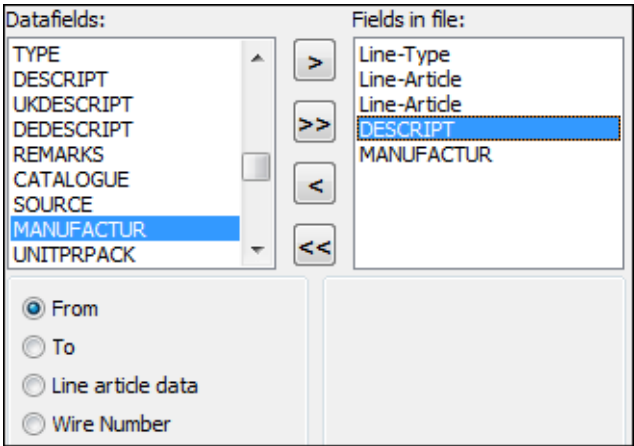 Datafields:
TYPE
DESCRIPT
UKDESCRIPT
DEDESCRIPT
REMARKS
CATALOGUE
SOURCE
MANUFACTUR
UNITPRPACK
>
>>
<
<<
Fields in file:
Line-Type
Line-Article
Line-Article
DESCRIPT
MANUFACTUR
From
To
Line article data
Wire Number